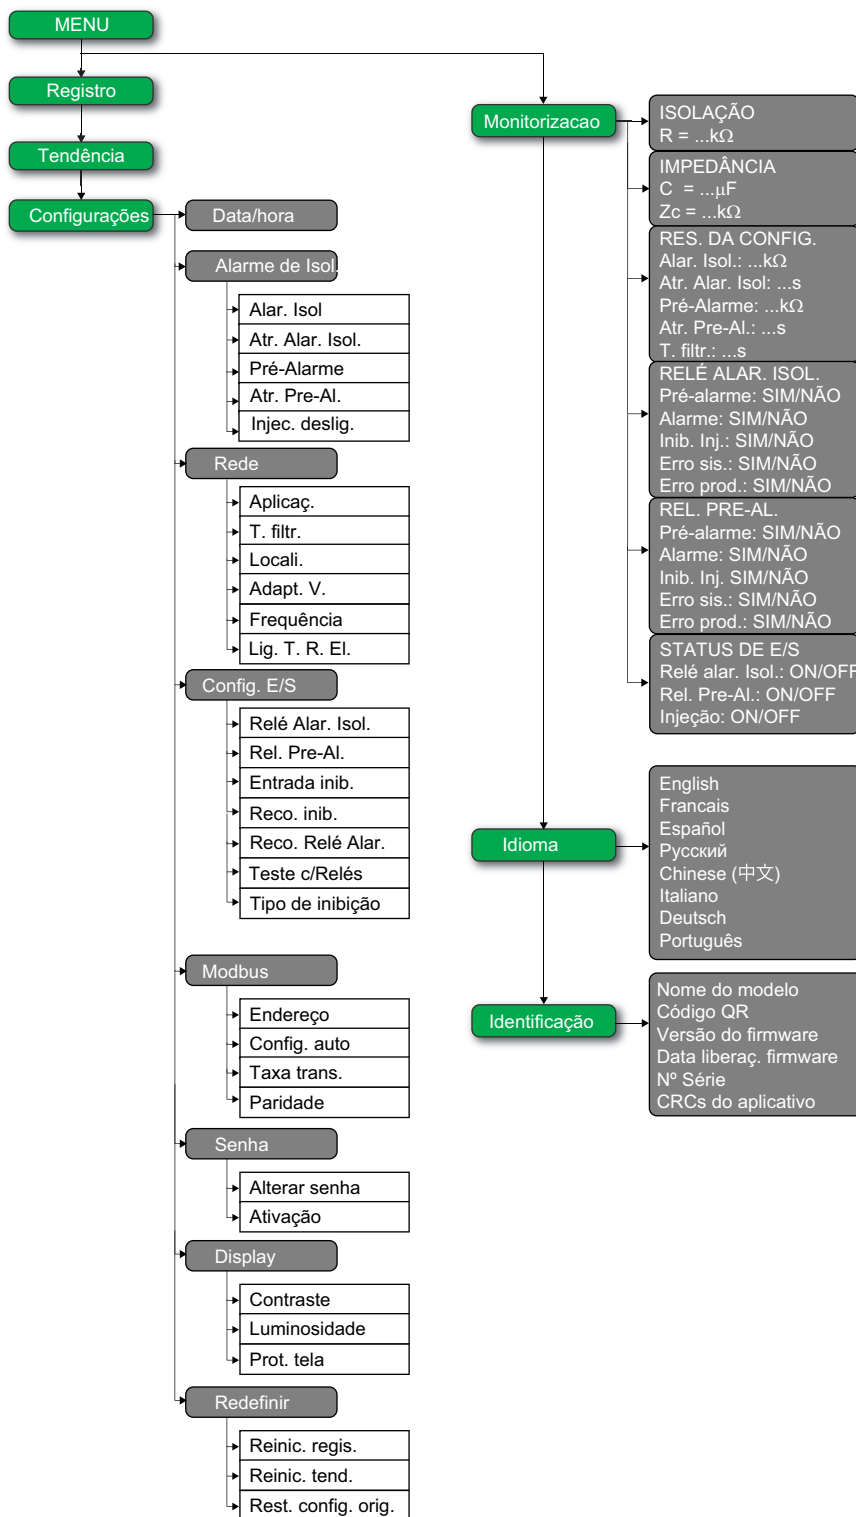 MENU
Registro
Tendência
Configurações
Data/hora
Alarme de Isol.
Alar. Isol
Atr. Alar. Isol.
Pré-Alarme
Atr. Pre-Al.
Injec. deslig.
Rede
Aplicaç.
T. filtr.
Locali.
Adapt. V.
Frequência
Lig. T. R. El.
Config. E/S
Relé Alar. Isol.
Rel. Pre-Al.
Entrada inib.
Reco. inib.
Reco. Relé Alar.
Teste c/Relés
Tipo de inibição
Modbus
Endereço
Config. auto
Taxa trans.
Paridade
Senha
Alterar senha
Ativação
Display
Contraste
Luminosidade
Prot. tela
Redefinir
Reinic. regis.
Reinic. tend.
Rest. config. orig.
Monitorizacao
ISOLAÇÃO
R = ...kΩ
IMPEDÂNCIA
C = ...μF
Zc = ...kΩ
RES. DA CONFIG.
Alar. Isol.: ...kΩ
Atr. Alar. Isol: ...s
Pré-Alarme: ...kΩ
Atr. Pre-Al.: ...s
T. filtr.: ...s
RELÉ ALAR. ISOL.
Pré-alarme: SIM/NÃO
Alarme: SIM/NÃO
Inib. Inj.: SIM/NÃO
Erro sis.: SIM/NÃO
Erro prod.: SIM/NÃO
REL. PRE-AL.
Pré-alarme: SIM/NÃO
Alarme: SIM/NÃO
Inib. Inj. SIM/NÃO
Erro sis.: SIM/NÃO
Erro prod.: SIM/NÃO
STATUS DE E/S
Relé alar. Isol.: ON/OFF
Rel. Pre-Al.: ON/OFF
Injeção: ON/OFF
Idioma
English
Francais
Español
Русский
Chinese (中文)
Italiano
Deutsch
Português
Identificação
Nome do modelo
Código QR
Versão do firmware
Data liberaç. firmware
Nº Série
CRCs do aplicativo